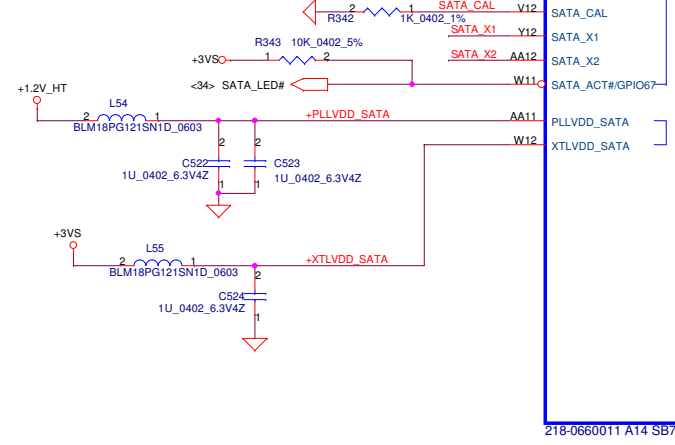 SATA_CAL V12 SATA_CAL
2 1
R342 1K_0402_1%
SATA_X1 Y12 SATA_X1
R343 10K_0402_5%
SATA_X2 AA12 SATA_X2
+3VS 1 2
<34> SATA_LED# W11 SATA_ACT#/GPIO67
+1.2V_HT
L54
2 1 +PLLVDD_SATA AA11 PLLVDD_SATA
BLM18PG121SN1D_0603
2 2 W12 XTLVDD_SATA
C522 C523
1U_0402_6.3V4Z 1U_0402_6.3V4Z
1 1
+3VS
L55
2 1 +XTLVDD_SATA
BLM18PG121SN1D_0603
2
C524
1U_0402_6.3V4Z
1
218-0660011 A14 SB7